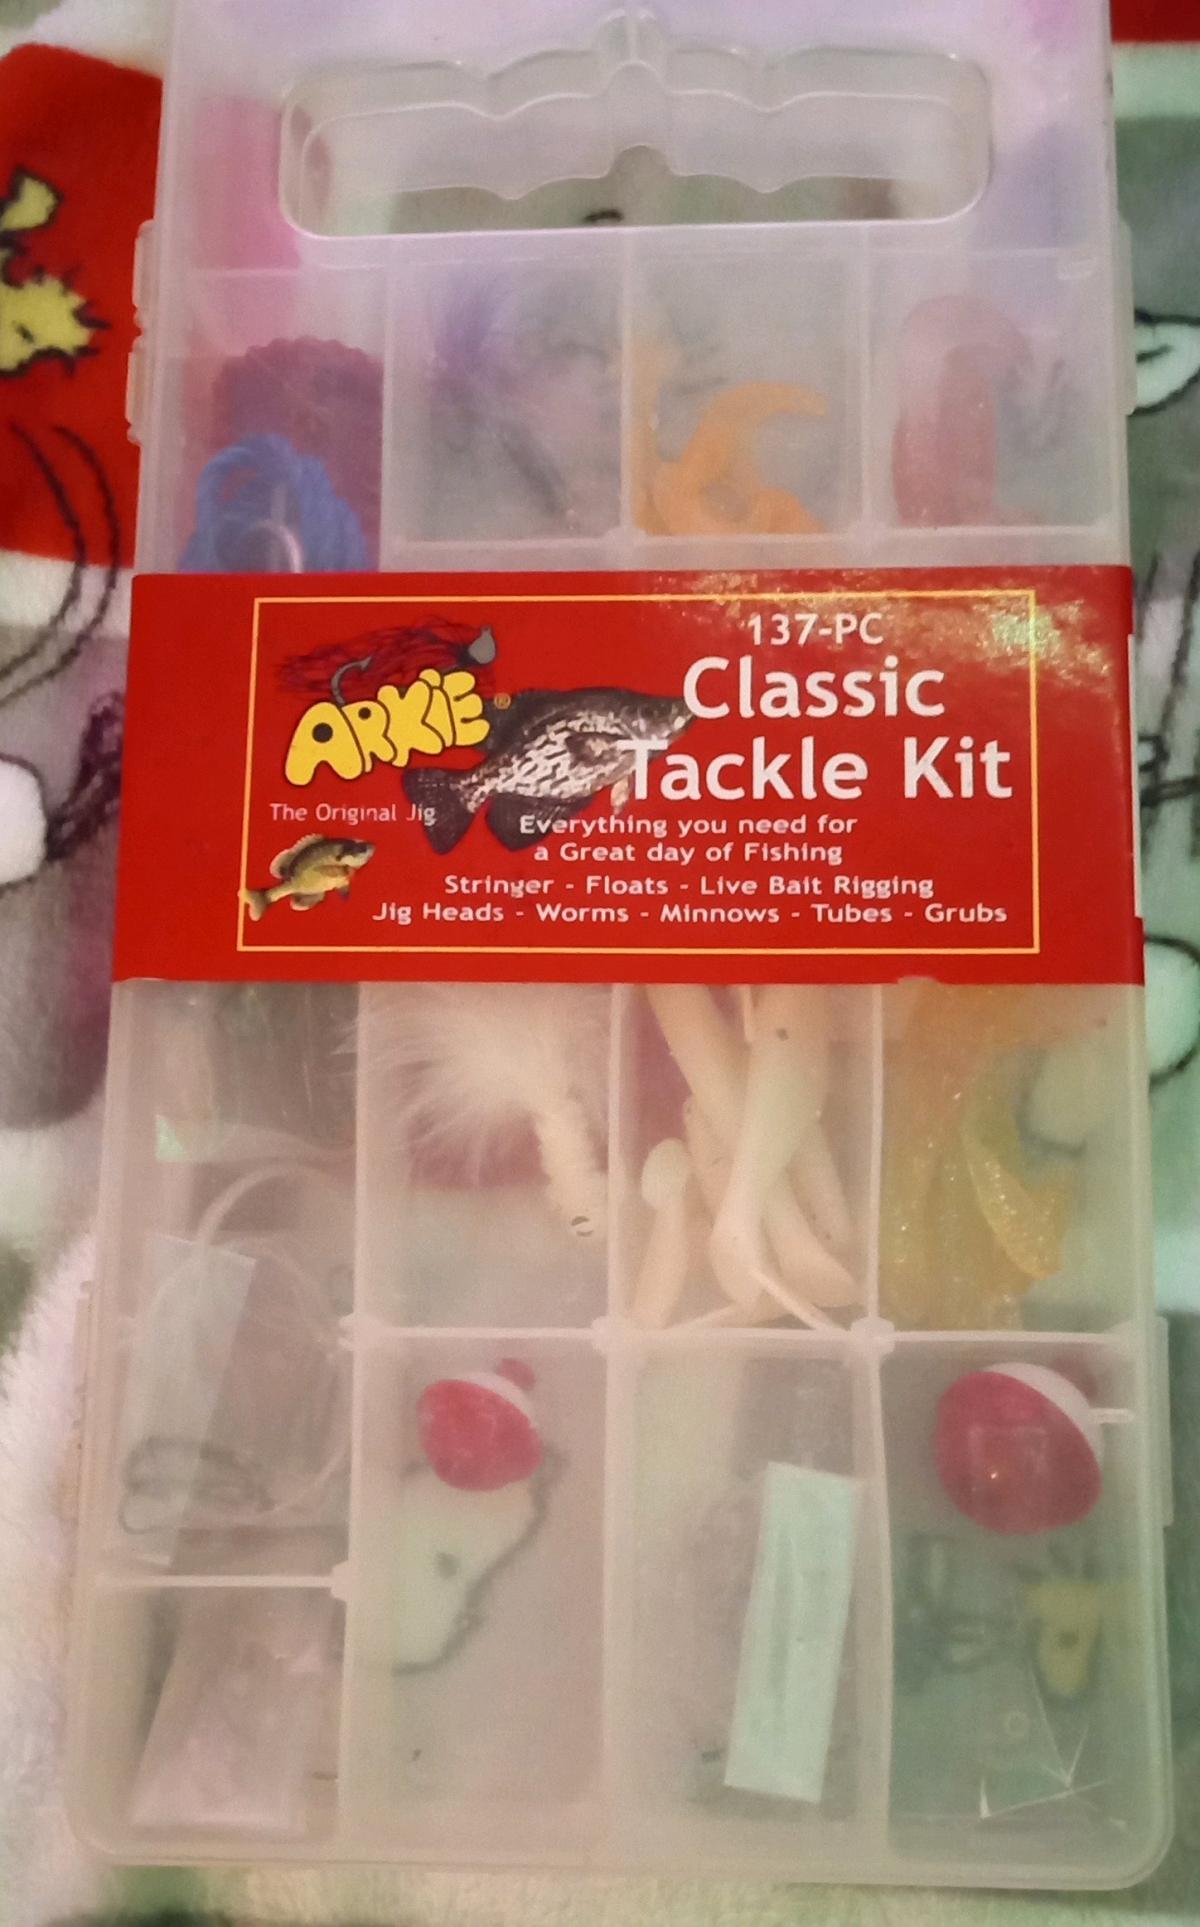 137-PC
Classic
Tackle Kit
ARKIE®
The Original Jig
Everything you need for
a Great day of Fishing
Stringer - Floats - Live Bait Rigging
Jig Heads - Worms - Minnows - Tubes - Grubs